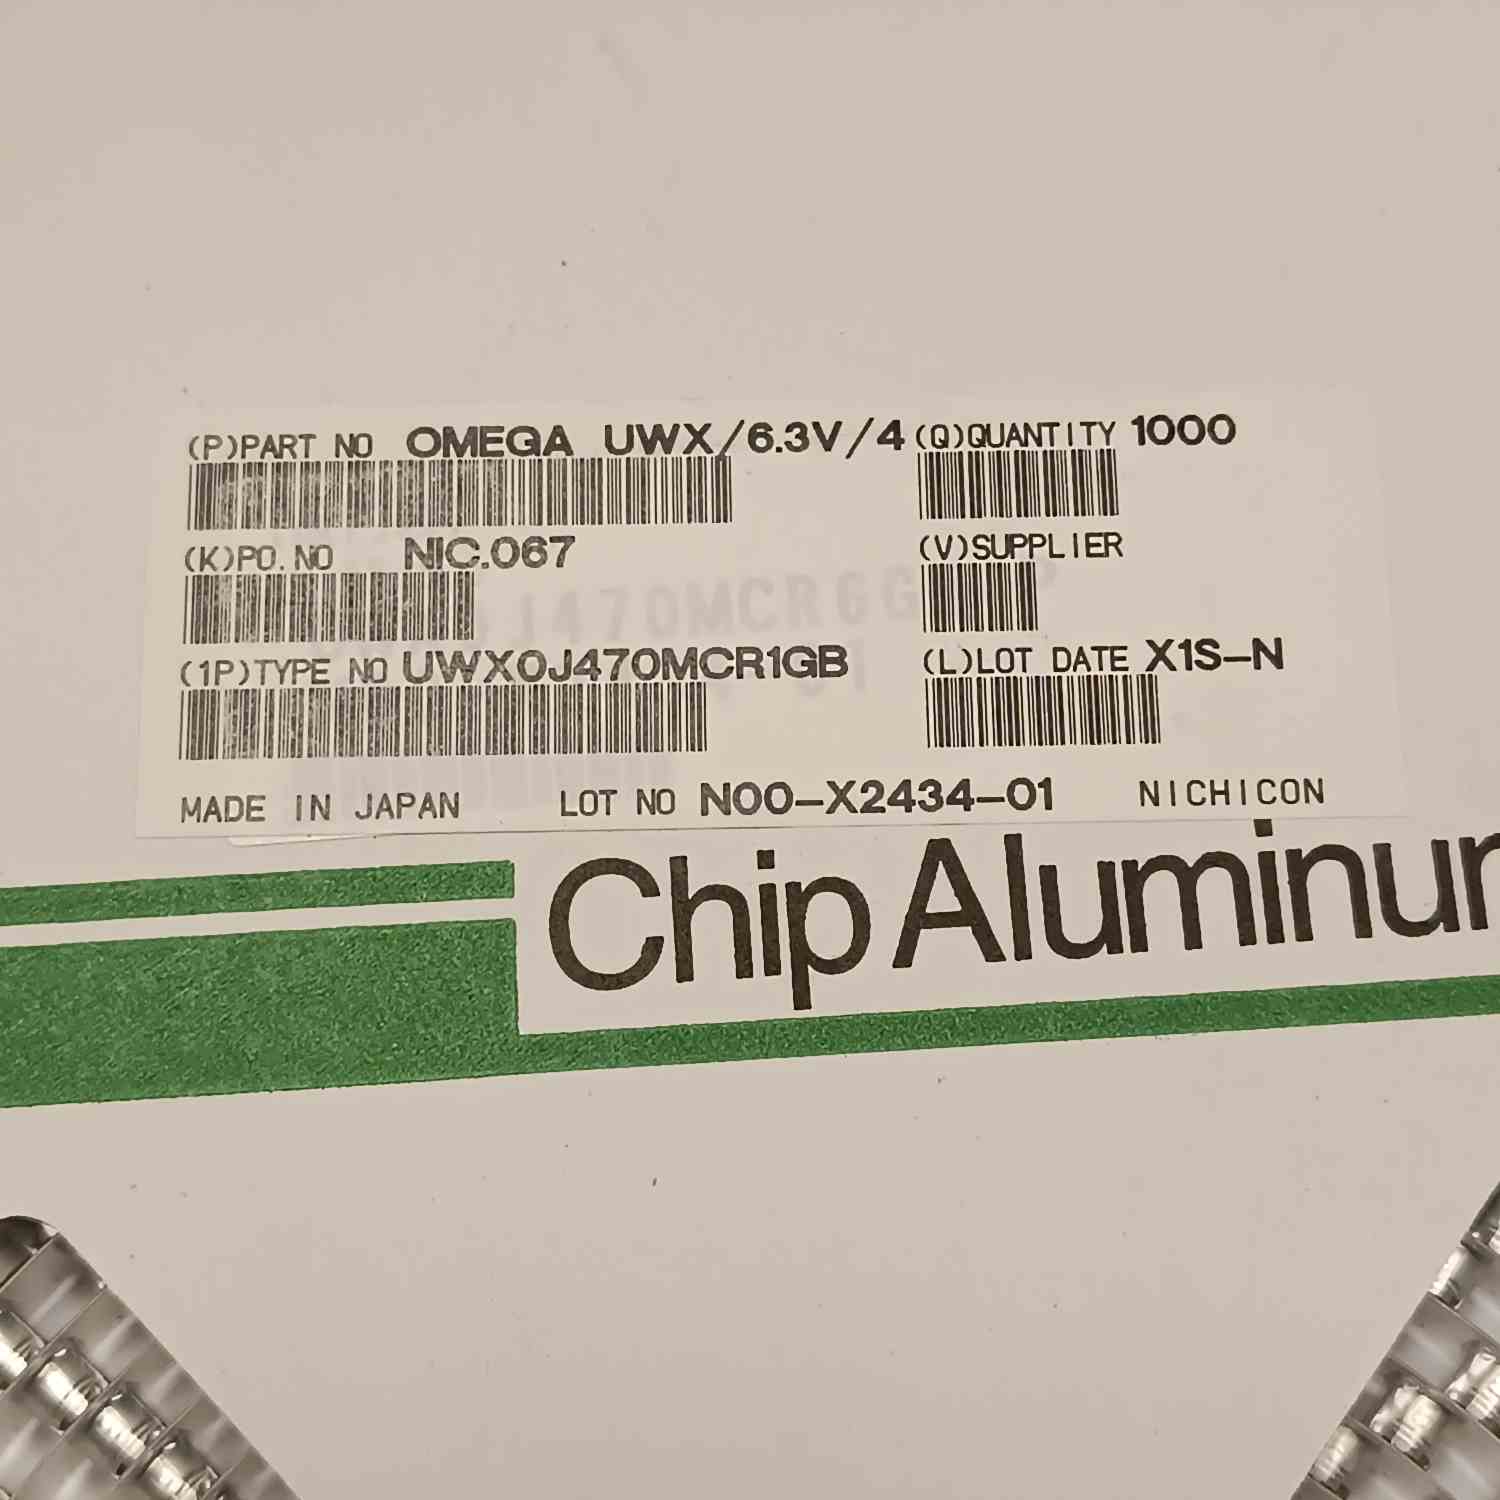 (P)PART NO OMEGA UWX/6.3V/4 (Q)QUANTITY 1000
(K)PO.NO NIC.067 (V)SUPPLIER
(1P)TYPE NO UWX0J470MCR1GB (L)LOT DATE X1S-N
MADE IN JAPAN LOT NO N00-X2434-01 NICHICON
Chip Aluminum